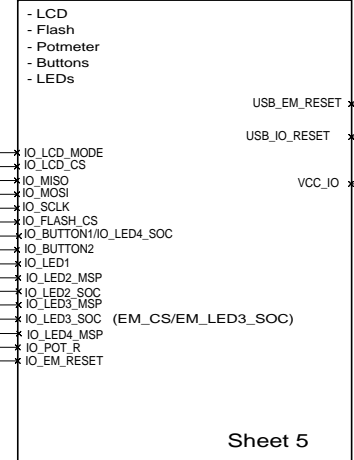 - LCD
- Flash
- Potmeter
- Buttons
- LEDs
USB_EM_RESET
USB_IO_RESET
VCC_IO
IO_LCD_MODE
IO_LCD_CS
IO_MISO
IO_MOSI
IO_SCLK
IO_FLASH_CS
IO_BUTTON1/IO_LED4_SOC
IO_BUTTON2
IO_LED1
IO_LED2_MSP
IO_LED2_SOC
IO_LED3_MSP
IO_LED3_SOC (EM_CS/EM_LED3_SOC)
IO_LED4_MSP
IO_POT_R
IO_EM_RESET
Sheet 5